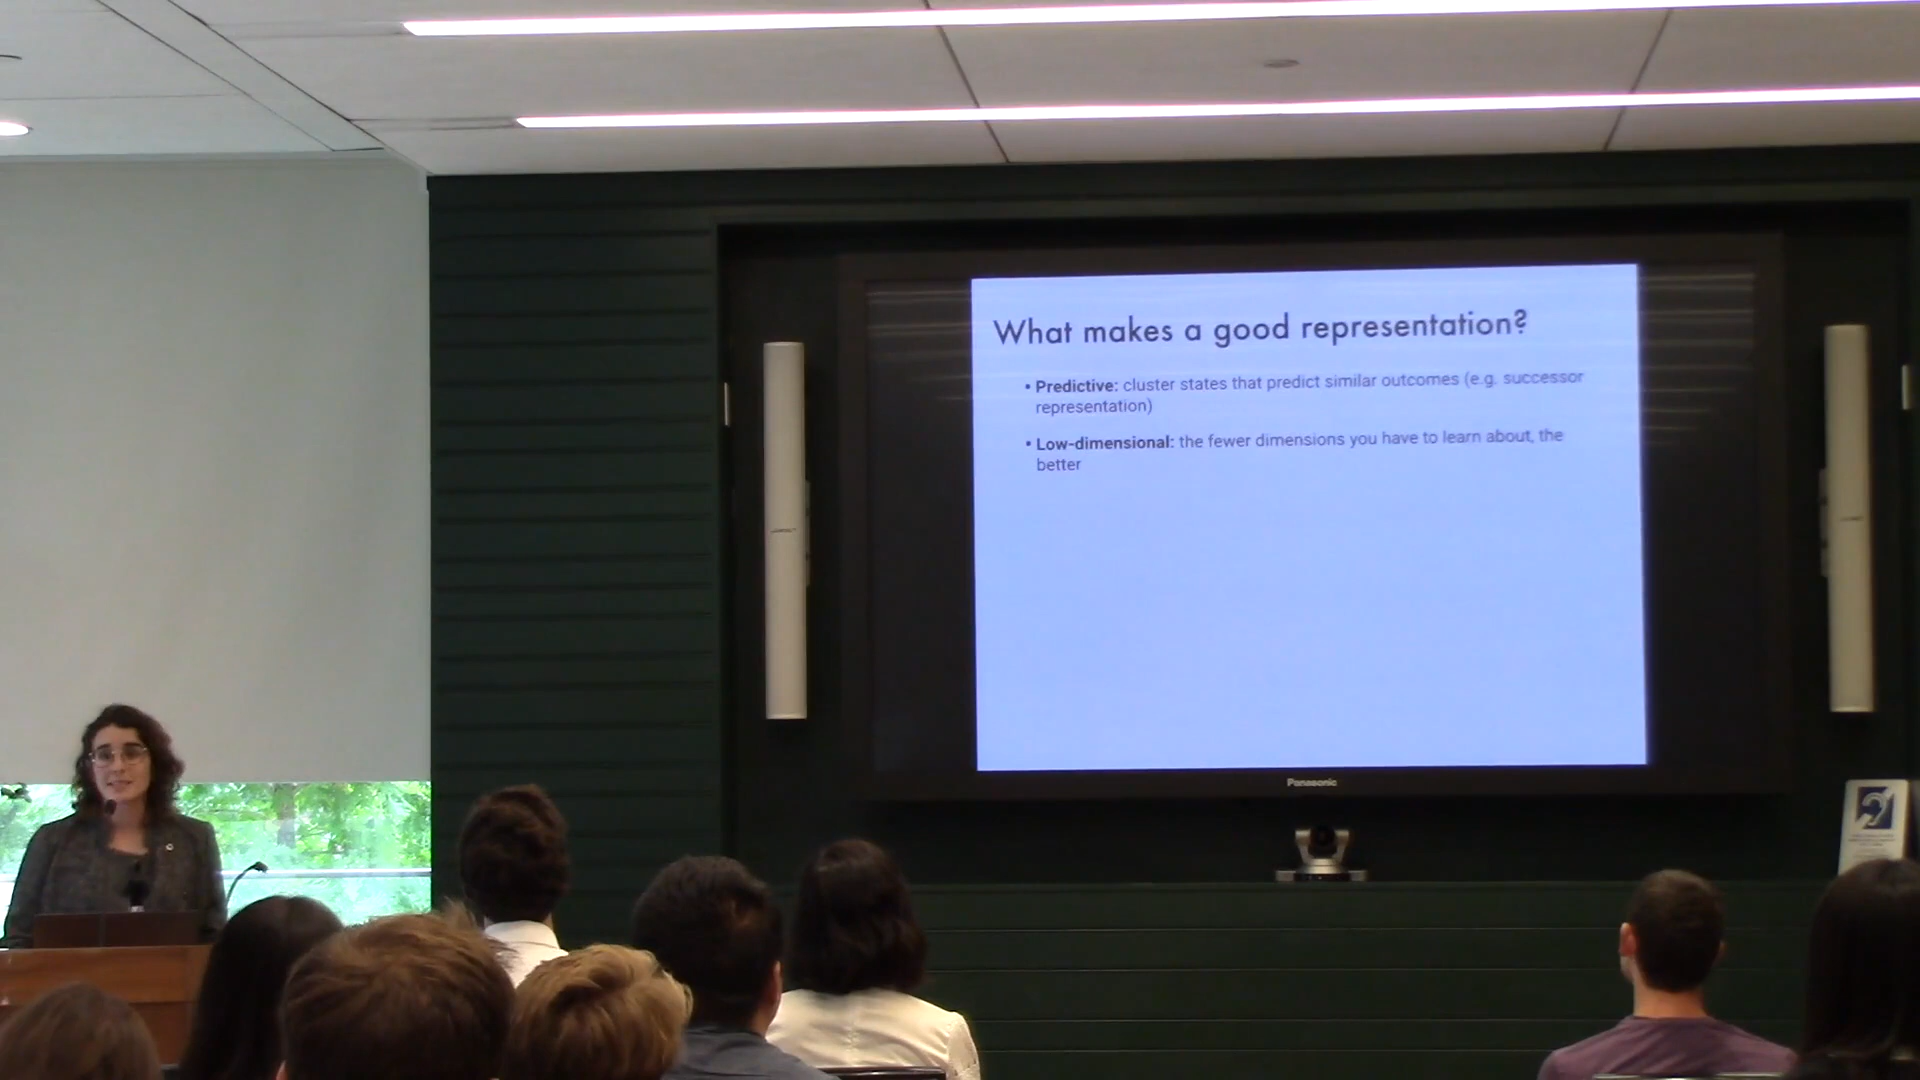 What makes a good representation?
• Predictive: cluster states that predict similar outcomes (e.g. successor
representation)
• Low-dimensional: the fewer dimensions you have to learn about, the
better
Panasonic